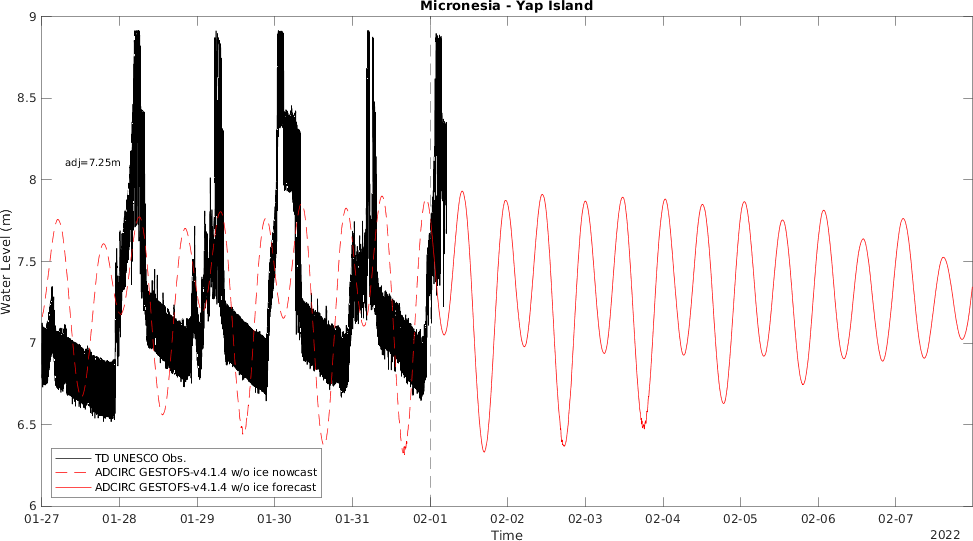 Micronesia - Yap Island
9
8.5
8
7.5
7
6.5
6
Water Level (m)
adj=7.25m
TD UNESCO Obs.
ADCIRC GESTOFS-v4.1.4 w/o ice nowcast
ADCIRC GESTOFS-v4.1.4 w/o ice forecast
01-27 01-28 01-29 01-30 01-31 02-01 02-02 02-03 02-04 02-05 02-06 02-07
Time
2022